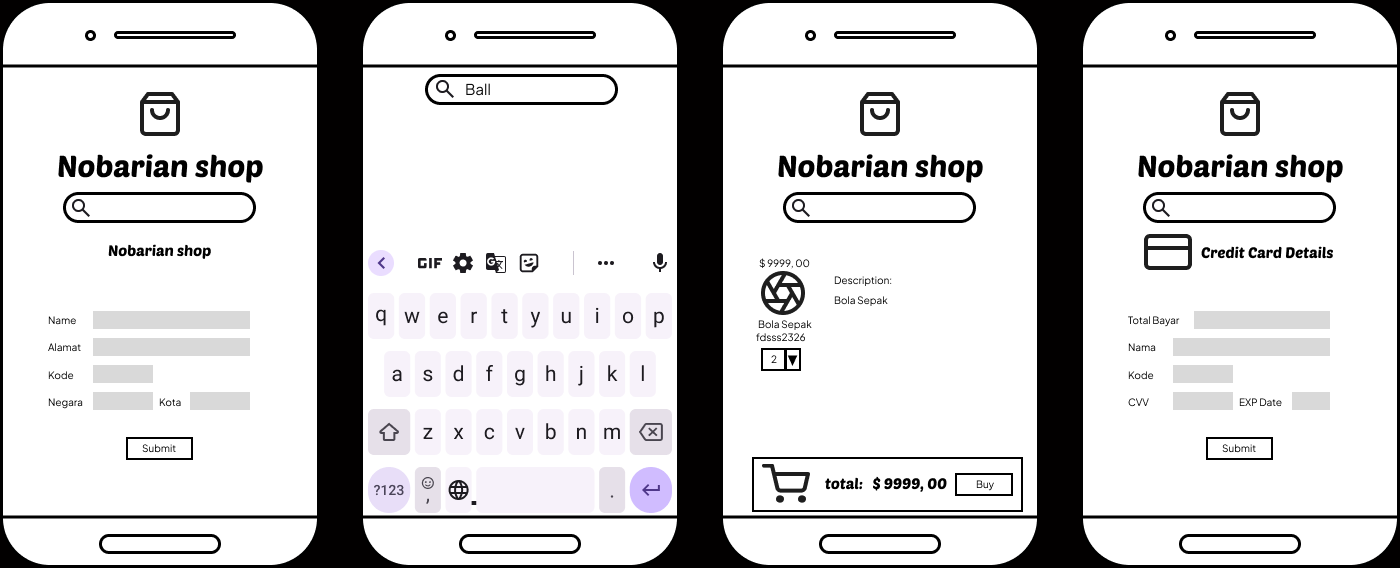 Nobarian shop
Nobarian shop
Name
Alamat
Kode
Negara Kota
Submit
Ball
GIF
q w e r t y u i o p
a s d f g h j k l
z x c v b n m
?123 , .
Nobarian shop
$ 9999, 00
Description:
Bola Sepak
Bola Sepak
fdsss2326
2
total: $ 9999, 00 Buy
Nobarian shop
Credit Card Details
Total Bayar
Nama
Kode
CVV EXP Date
Submit